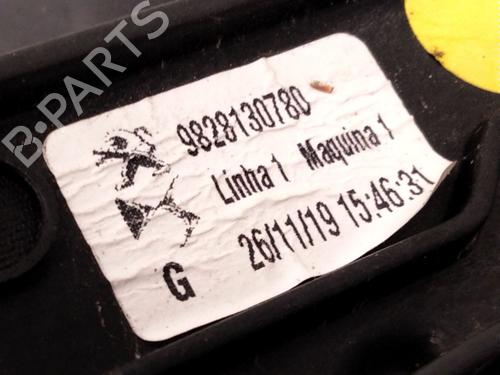 B-PARTS
9828130780
Linha 1 Maquina 1
26/11/19 15:46:31
G